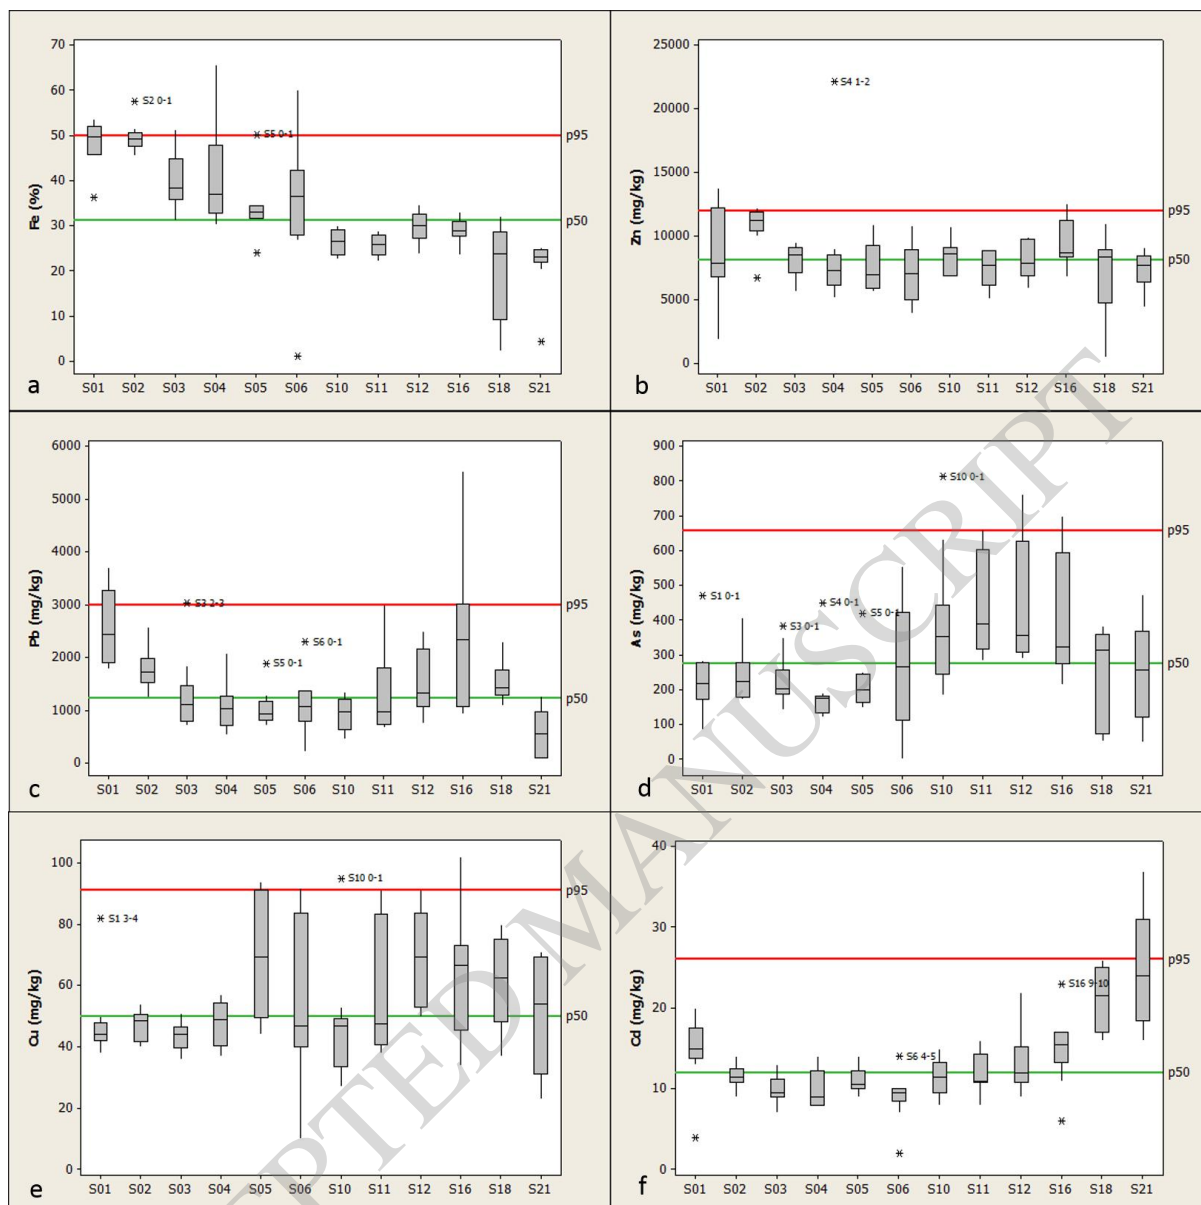 70
60
50
40
30
20
10
0
Fe (%)
S2 0-1
S5 0-1
p95
p50
S01 S02 S03 S04 S05 S06 S10 S11 S12 S16 S18 S21
a
25000
20000
15000
10000
5000
0
Zn (mg/kg)
S4 1-2
p95
p50
S01 S02 S03 S04 S05 S06 S10 S11 S12 S16 S18 S21
b
6000
5000
4000
3000
2000
1000
0
Pb (mg/kg)
S3 2-3
S5 0-1
S6 0-1
p95
p50
S01 S02 S03 S04 S05 S06 S10 S11 S12 S16 S18 S21
c
900
800
700
600
500
400
300
200
100
0
As (mg/kg)
S1 0-1
S3 0-1
S4 0-1
S5 0-1
S10 0-1
p95
p50
S01 S02 S03 S04 S05 S06 S10 S11 S12 S16 S18 S21
d
100
80
60
40
20
0
Cu (mg/kg)
S1 3-4
S10 0-1
p95
p50
S01 S02 S03 S04 S05 S06 S10 S11 S12 S16 S18 S21
e
40
30
20
10
0
Cd (mg/kg)
S6 4-5
S16 9-10
p95
p50
S01 S02 S03 S04 S05 S06 S10 S11 S12 S16 S18 S21
f
EPTED MANUSCRIPT